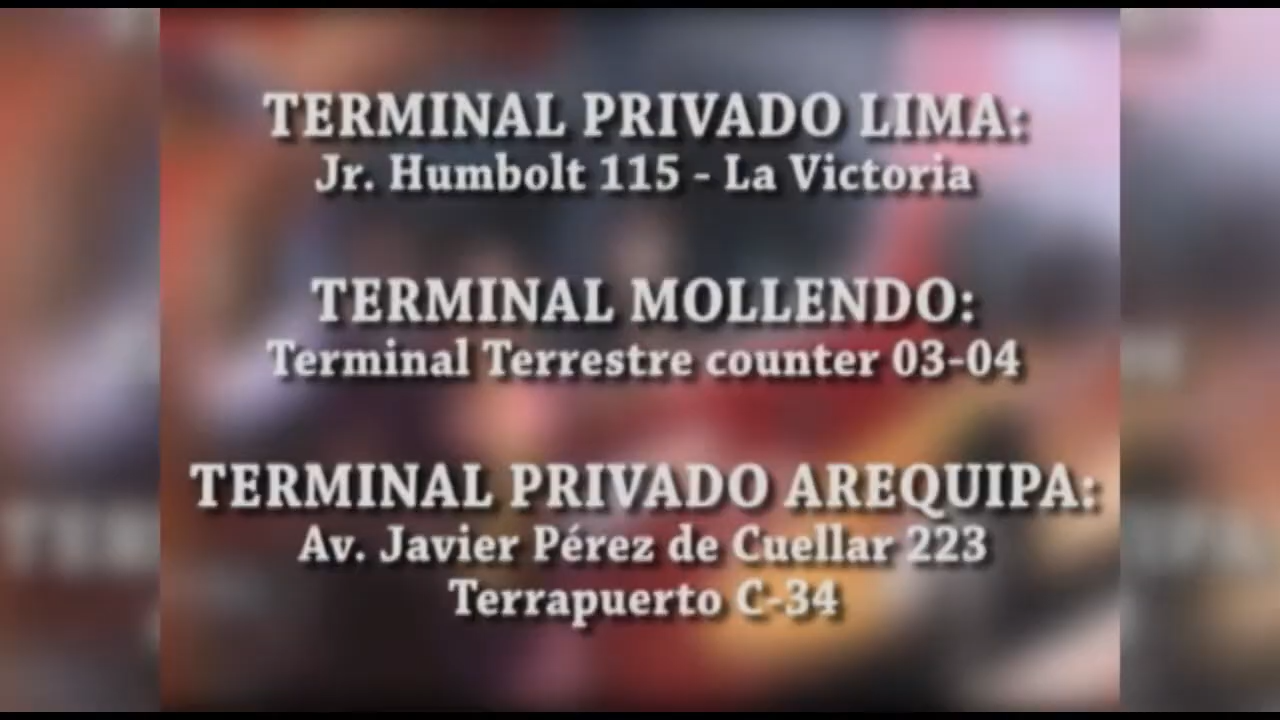 TERMINAL PRIVADO LIMA:
Jr. Humbolt 115 - La Victoria
TERMINAL MOLLENDO:
Terminal Terrestre counter 03-04
TERMINAL PRIVADO AREQUIPA:
Av. Javier Pérez de Cuellar 223
Terrapuerto C-34